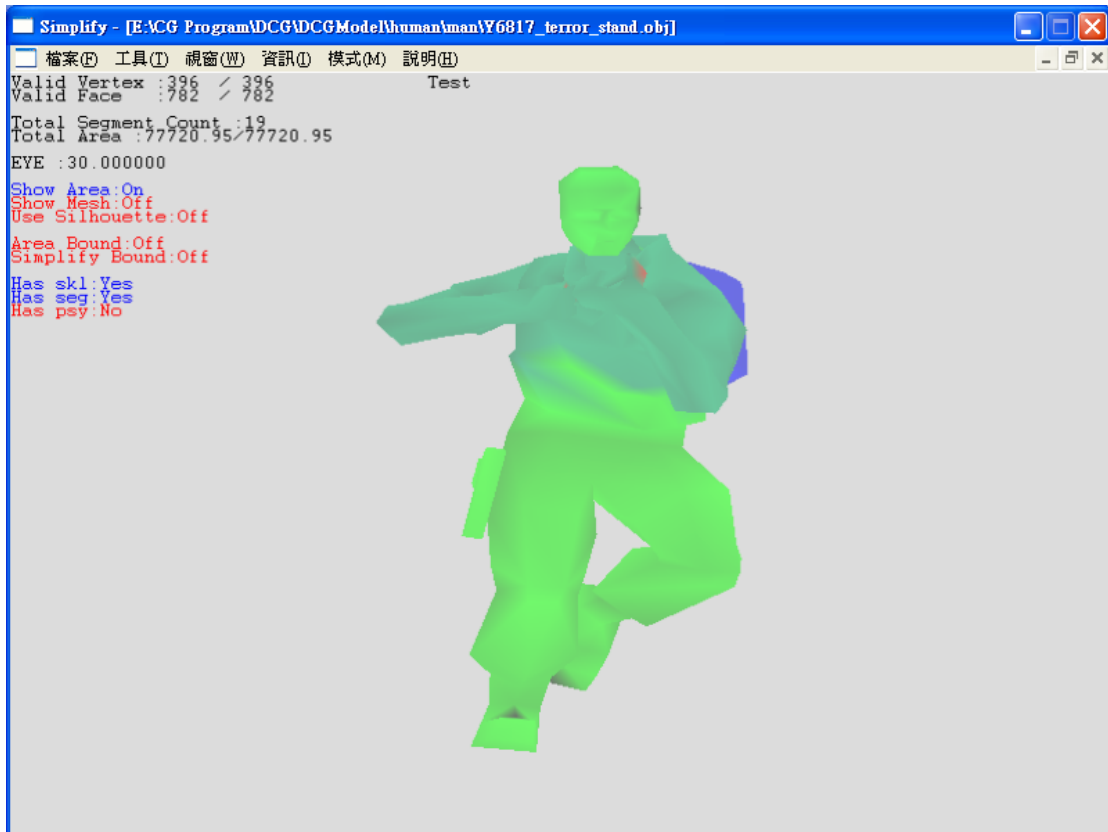 Simplify - [E:\CG Program\DCG\DCGModel\human\man\Y6817_terror_stand.obj]
檔案(F) 工具(T) 視窗(W) 資訊(I) 模式(M) 說明(H)
Valid Vertex :396 / 396 Test
Valid Face :782 / 782
Total Segment Count :19
Total Area :77720.95/77720.95
EYE :30.000000
Show Area:On
Show Mesh:Off
Use Silhouette:Off
Area Bound:Off
Simplify Bound:Off
Has skl:Yes
Has seg:Yes
Has psy:No